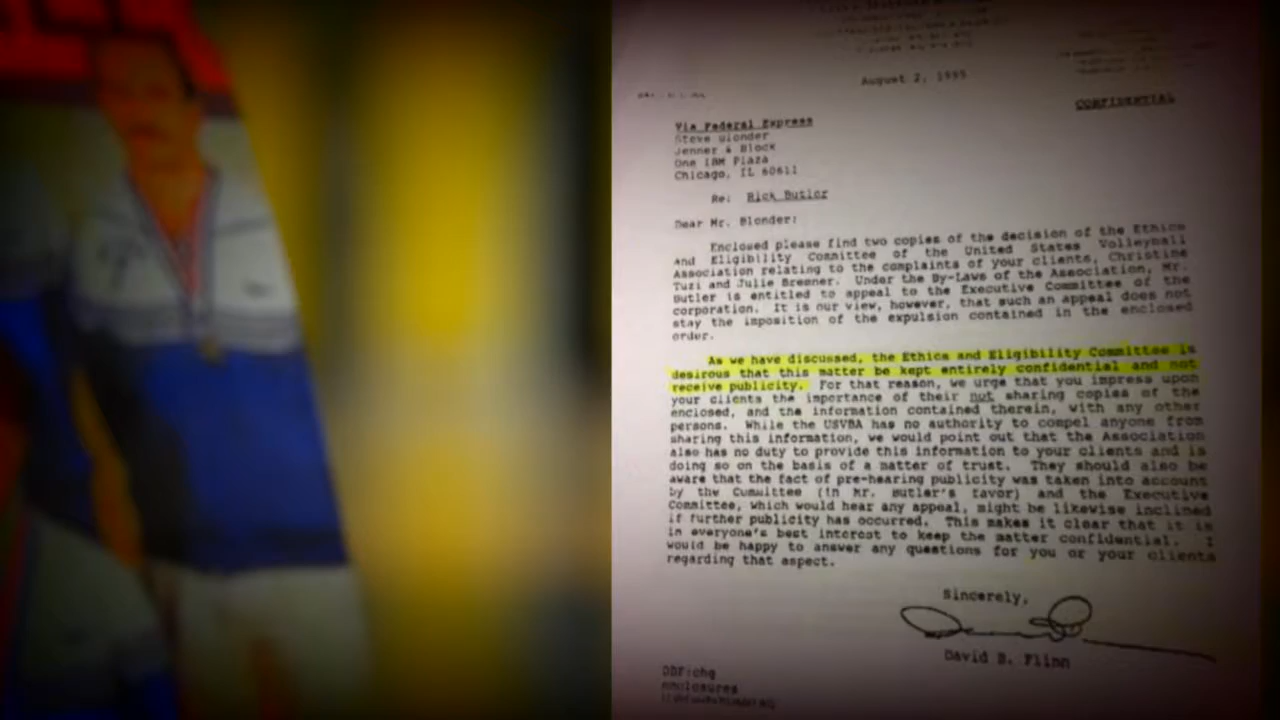 August 2, 1995
CONFIDENTIAL
Via Federal Express
Steve Blonder
Jenner & Block
One IBM Plaza
Chicago, IL 60611
Re: Rick Butler
Dear Mr. Blonder:
Enclosed please find two copies of the decision of the Ethics
and Eligibility Committee of the United States Volleyball
Association relating to the complaints of your clients, Christine
Tuzi and Julie Bremner. Under the By-Laws of the Association, Mr.
Butler is entitled to appeal to the Executive Committee of the
corporation. It is our view, however, that such an appeal does not
stay the imposition of the expulsion contained in the enclosed
order.
As we have discussed, the Ethics and Eligibility Committee is
desirous that this matter be kept entirely confidential and not
receive publicity. For that reason, we urge that you impress upon
your clients the importance of their not sharing copies of the
enclosed, and the information contained therein, with any other
persons. While the USVBA has no authority to compel anyone from
sharing this information, we would point out that the Association
also has no duty to provide this information to your clients and is
doing so on the basis of a matter of trust. They should also be
aware that the fact of pre-hearing publicity was taken into account
by the Committee (in Mr. Butler's favor) and the Executive
Committee, which would hear any appeal, might be likewise inclined
if further publicity has occurred. This makes it clear that it is
in everyone's best interest to keep the matter confidential. I
would be happy to answer any questions for you or your clients
regarding that aspect.
Sincerely,
David B. Flinn
DBF:chg
enclosures